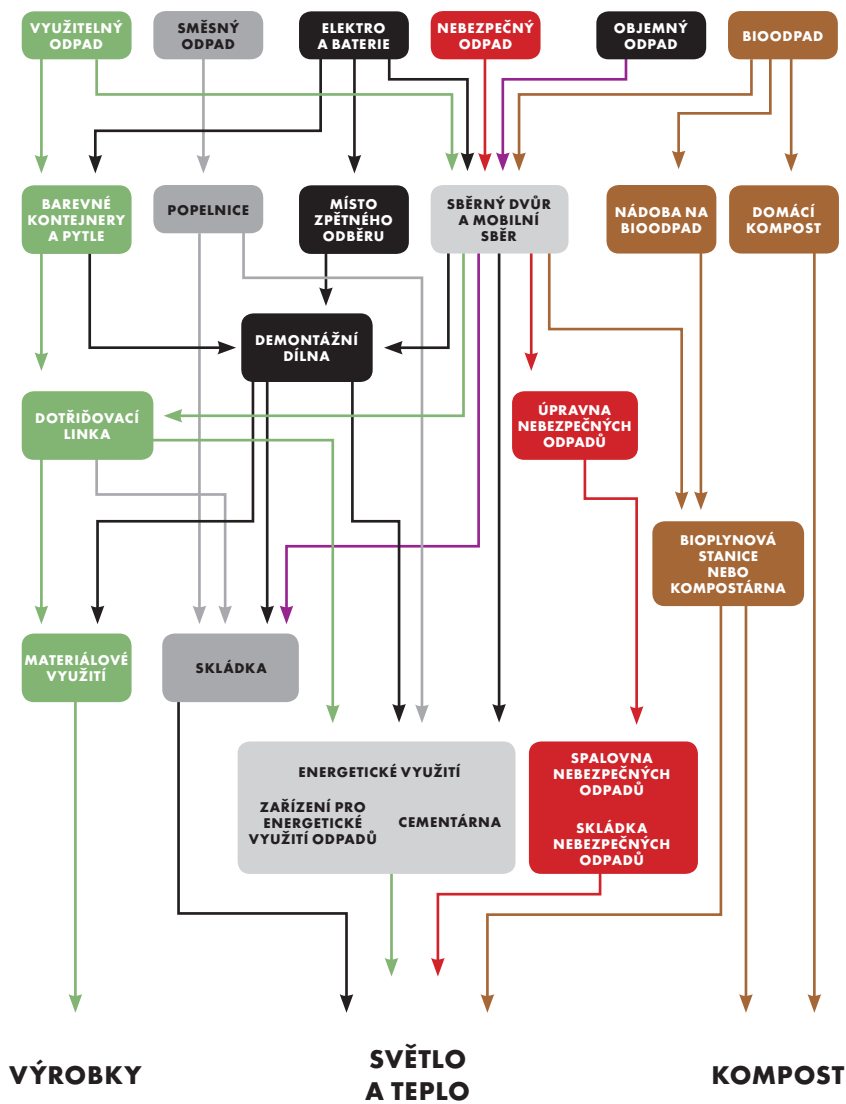 VYUŽITELNÝ
ODPAD
SMĚSNÝ
ODPAD
ELEKTRO
A BATERIE
NEBEZPEČNÝ
ODPAD
OBJEMNÝ
ODPAD
BIOODPAD
BAREVNÉ
KONTEJNERY
A PYTLE
POPELNICE
MÍSTO
ZPĚTNÉHO
ODBĚRU
SBĚRNÝ DVŮR
A MOBILNÍ
SBĚR
NÁDOBA NA
BIOODPAD
DOMÁCÍ
KOMPOST
DEMONTÁŽNÍ
DÍLNA
DOTŘIĎOVACÍ
LINKA
ÚPRAVNA
NEBEZPEČNÝCH
ODPADŮ
BIOPLYNOVÁ
STANICE
NEBO
KOMPOSTÁRNA
MATERIÁLOVÉ
VYUŽITÍ
SKLÁDKA
ENERGETICKÉ VYUŽITÍ
ZAŘÍZENÍ PRO
ENERGETICKÉ
VYUŽITÍ ODPADŮ
CEMENTÁRNA
SPALOVNA
NEBEZPEČNÝCH
ODPADŮ
SKLÁDKA
NEBEZPEČNÝCH
ODPADŮ
VÝROBKY
SVĚTLO
A TEPLO
KOMPOST